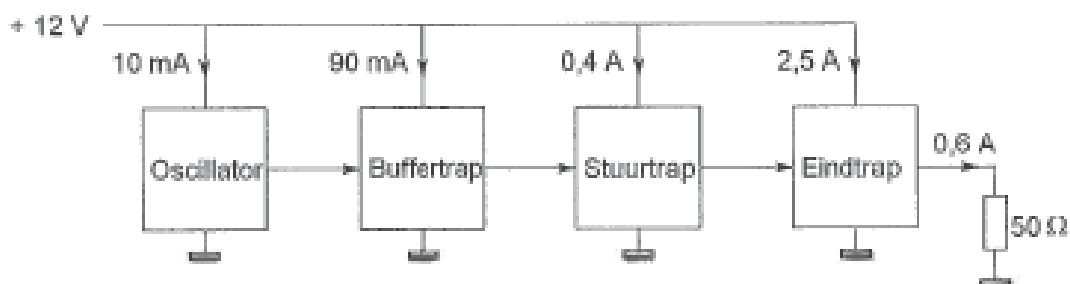 + 12 V
10 mA
90 mA
0,4 A
2,5 A
Oscillator
Buffertrap
Stuurtrap
Eindtrap
0,6 A
50 Ω